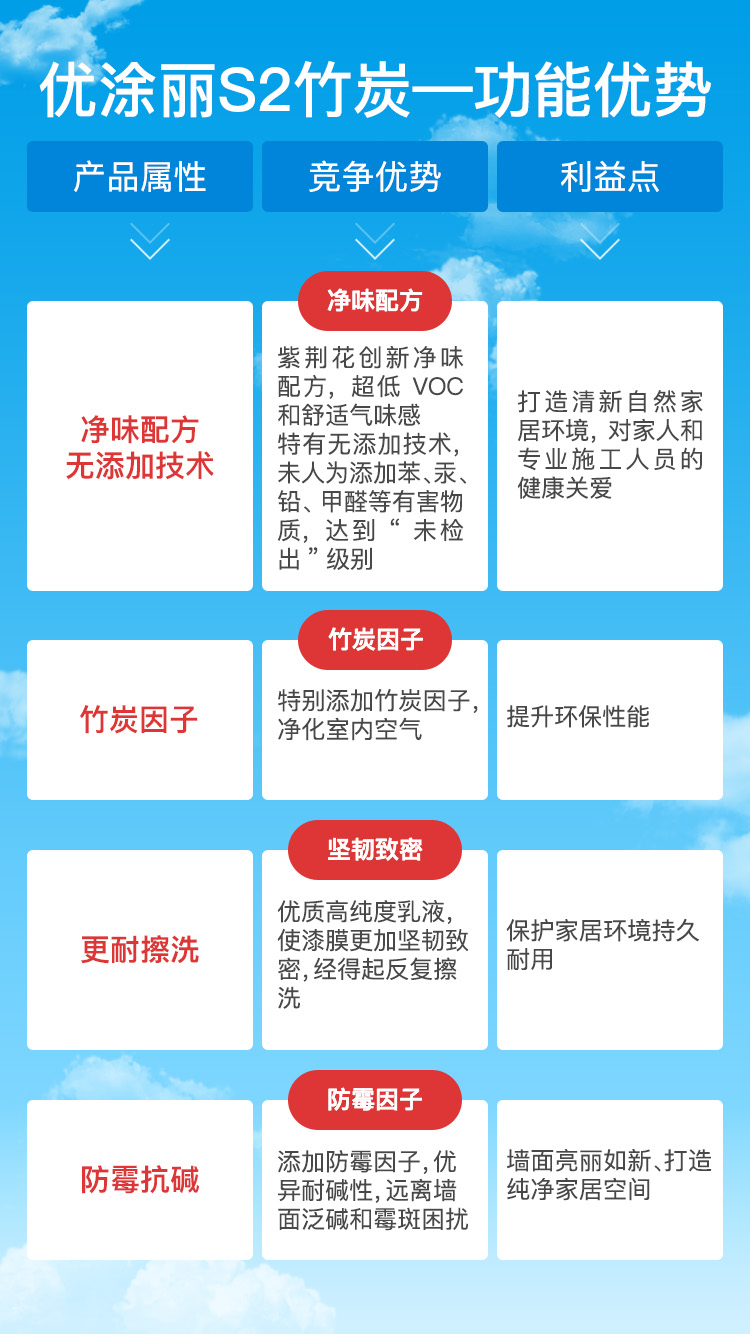 优涂丽S2竹炭—功能优势
产品属性
竞争优势
利益点
净味配方
无添加技术
净味配方
紫荆花创新净味
配方，超低 VOC
和舒适气味感
特有无添加技术，
未人为添加苯、汞、
铅、甲醛等有害物
质，达到“未检
出”级别
打造清新自然家
居环境，对家人和
专业施工人员的
健康关爱
竹炭因子
竹炭因子
特别添加竹炭因子，
净化室内空气
提升环保性能
更耐擦洗
坚韧致密
优质高纯度乳液，
使漆膜更加坚韧致
密，经得起反复擦
洗
保护家居环境持久
耐用
防霉抗碱
防霉因子
添加防霉因子，优
异耐碱性，远离墙
面泛碱和霉斑困扰
墙面亮丽如新、打造
纯净家居空间